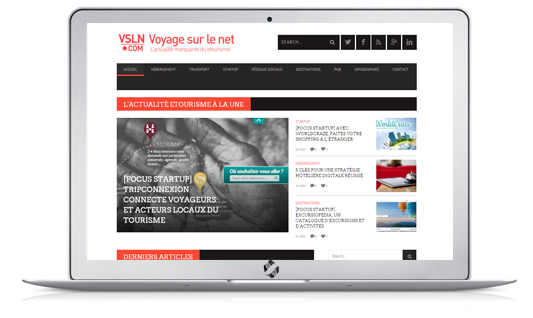 VSLN
.COM
Voyage sur le net
L'actualité marquante du etourisme
SEARCH...
ACCUEIL HÉBERGEMENT TRANSPORT STARTUP RÉSEAUX SOCIAUX DESTINATIONS PUB INFOGRAPHIES CONTACT
L'ACTUALITÉ ETOURISME À LA UNE
Où souhaitez-vous aller ?
[FOCUS STARTUP]
TRIPCONNEXION
CONNECTE VOYAGEURS
ET ACTEURS LOCAUX DU
TOURISME
STARTUP
[FOCUS STARTUP] AVEC
WORLDCRAZE, FAITES VOTRE
SHOPPING À L'ÉTRANGER
WorldCraze
HÉBERGEMENT
5 CLÉS POUR UNE STRATÉGIE
HÔTELIÈRE DIGITALE RÉUSSIE
DESTINATIONS
[FOCUS STARTUP]
EXCURSIOPEDIA, UN
CATALOGUE D'EXCURSIONS ET
D'ACTIVITÉS
DERNIERS ARTICLES
Search...